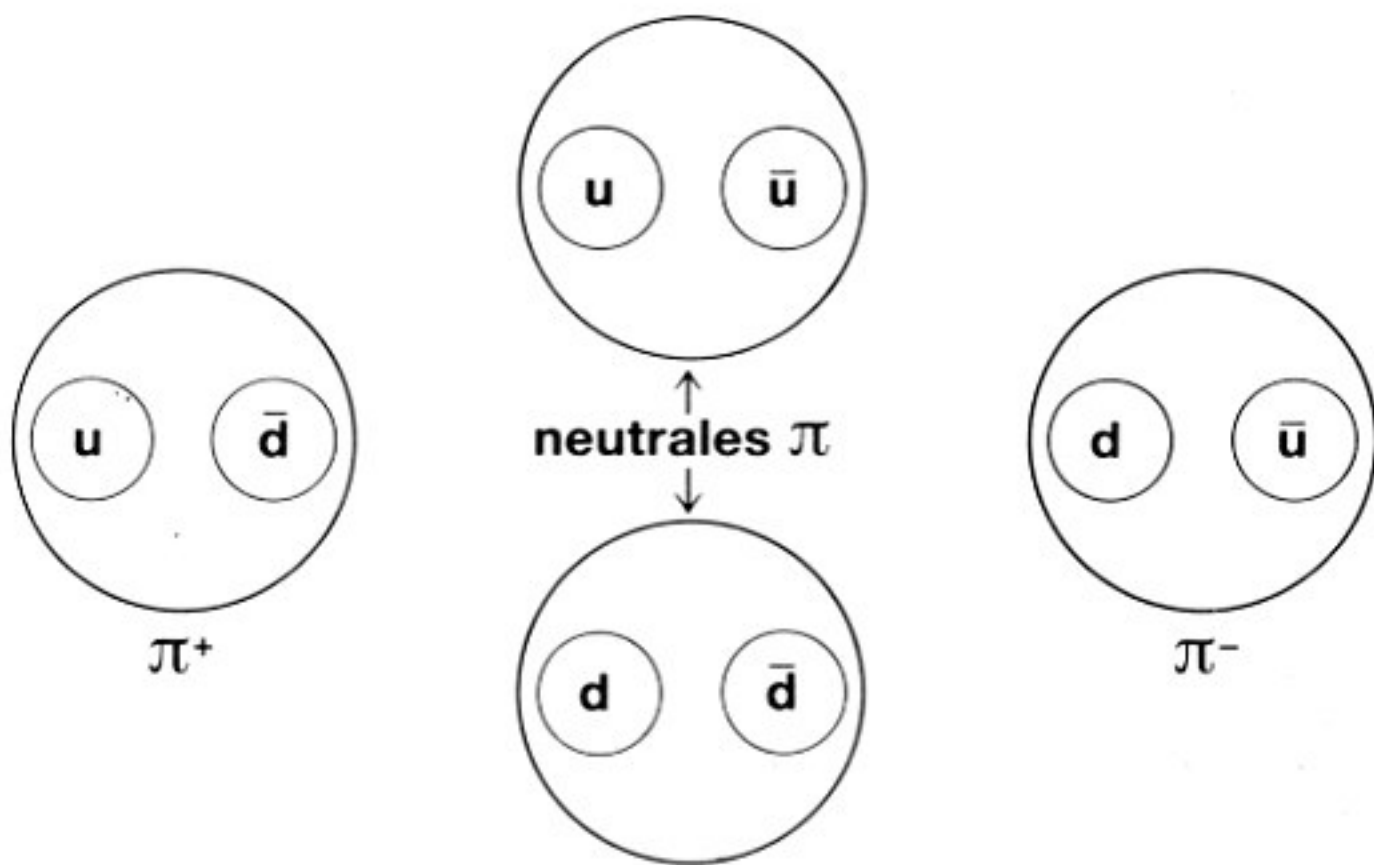 u ū
u d̄
neutrales π
d ū
π⁺
d d̄
π⁻